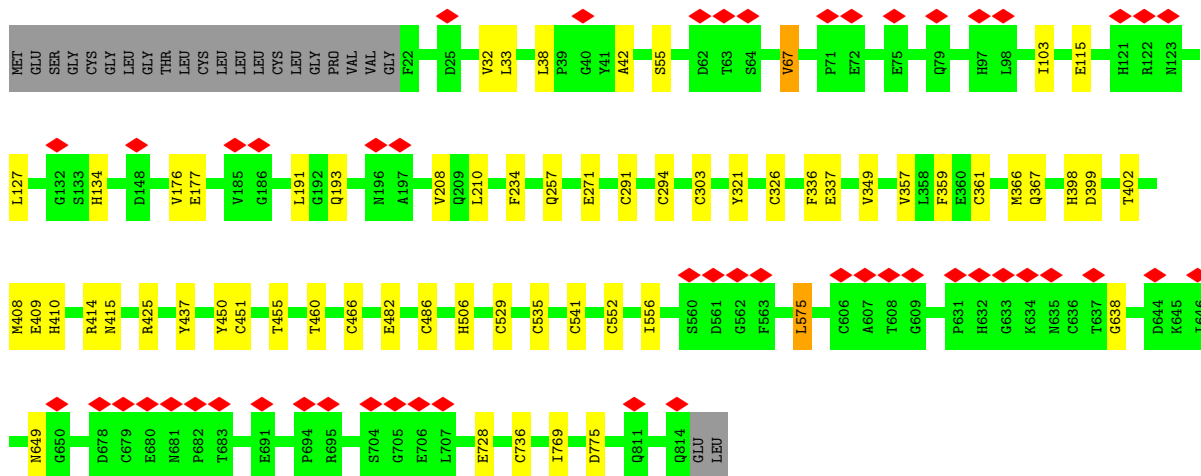 MET GLU SER GLY CYS GLY LEU GLY THR LEU CYS LEU LEU LEU CYS LEU GLY PRO VAL VAL GLY F22 D25 V32 L33 L38 P39 G40 Y41 A42 S55 D62 T63 S64 V67 P71 E72 E75 Q79 H97 L98 I103 E115 H121 R122 N123
L127 G132 S133 H134 D148 V176 E177 V185 G186 L191 G192 Q193 N196 A197 V208 Q209 L210 F234 Q257 E271 C291 C294 C303 Y321 C326 F336 E337 V349 V357 L358 F359 E360 C361 M366 Q367 H398 D399 T402
M408 E409 H410 R414 N415 R425 Y437 Y450 C451 T455 T460 C466 E482 C486 H506 C529 C535 C541 C552 I556 S560 D561 G562 F563 L575 C606 A607 T608 G609 P631 H632 G633 K634 N635 C636 T637 G638 D644 K645
N649 G650 D678 C679 E680 N681 P682 T683 E691 P694 R695 S704 G705 E706 L707 E728 C736 I769 D775 Q811 Q814 GLU LEU